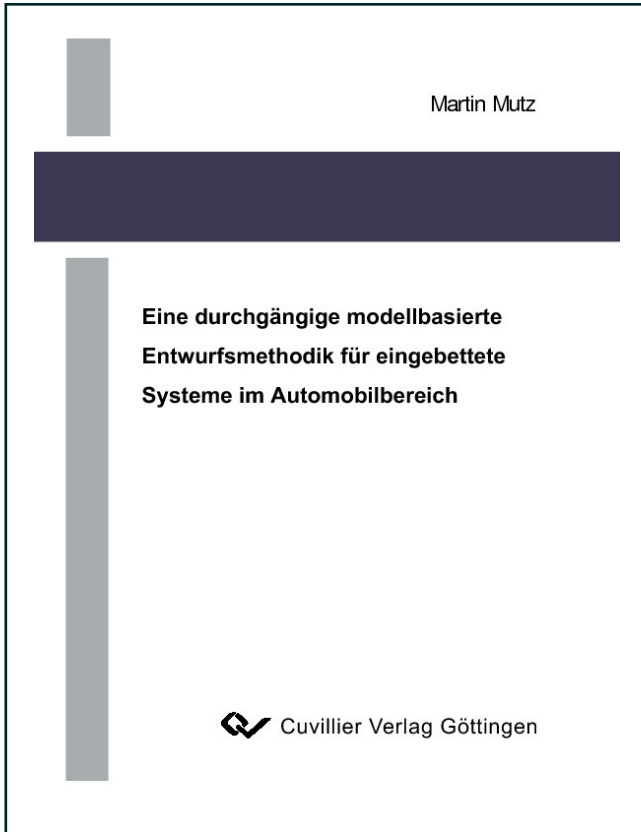 Martin Mutz
Eine durchgängige modellbasierte
Entwurfsmethodik für eingebettete
Systeme im Automobilbereich
Cuvillier Verlag Göttingen